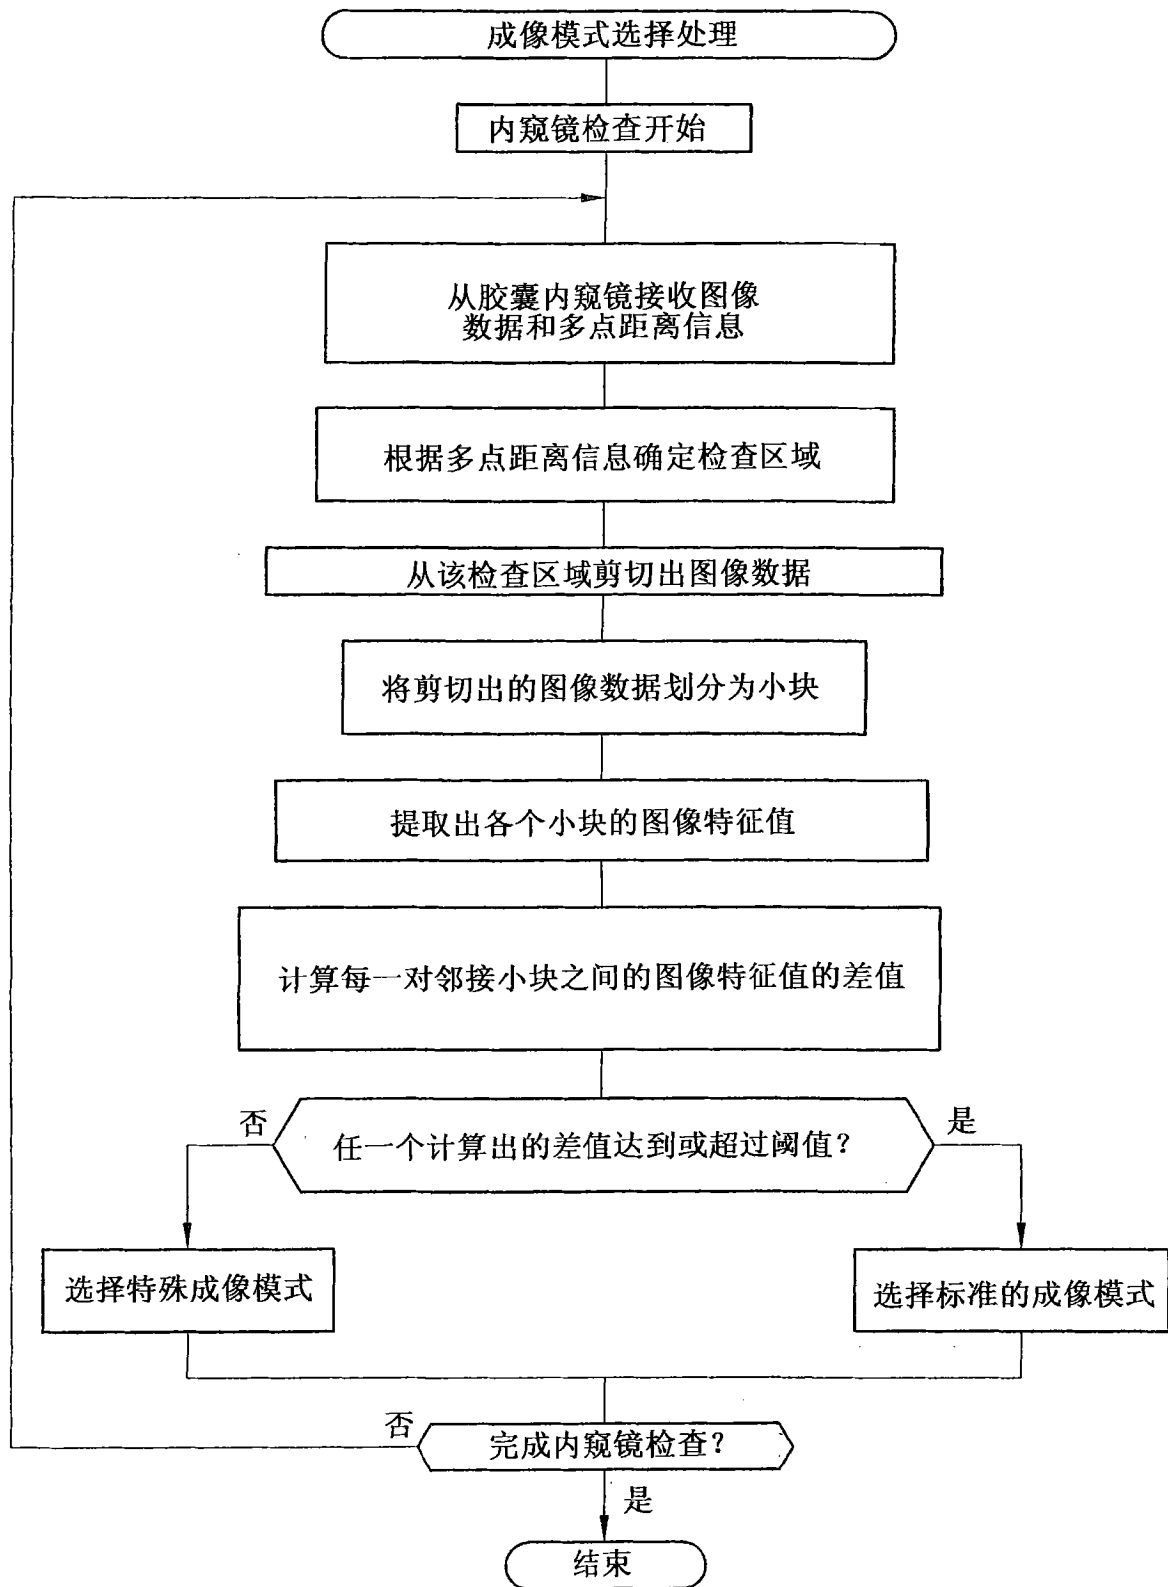 成像模式选择处理
内窥镜检查开始
从胶囊内窥镜接收图像
数据和多点距离信息
根据多点距离信息确定检查区域
从该检查区域剪切出图像数据
将剪切出的图像数据划分为小块
提取出各个小块的图像特征值
计算每一对邻接小块之间的图像特征值的差值
否
任一个计算出的差值达到或超过阈值？
是
选择特殊成像模式
选择标准的成像模式
否
完成内窥镜检查？
是
结束